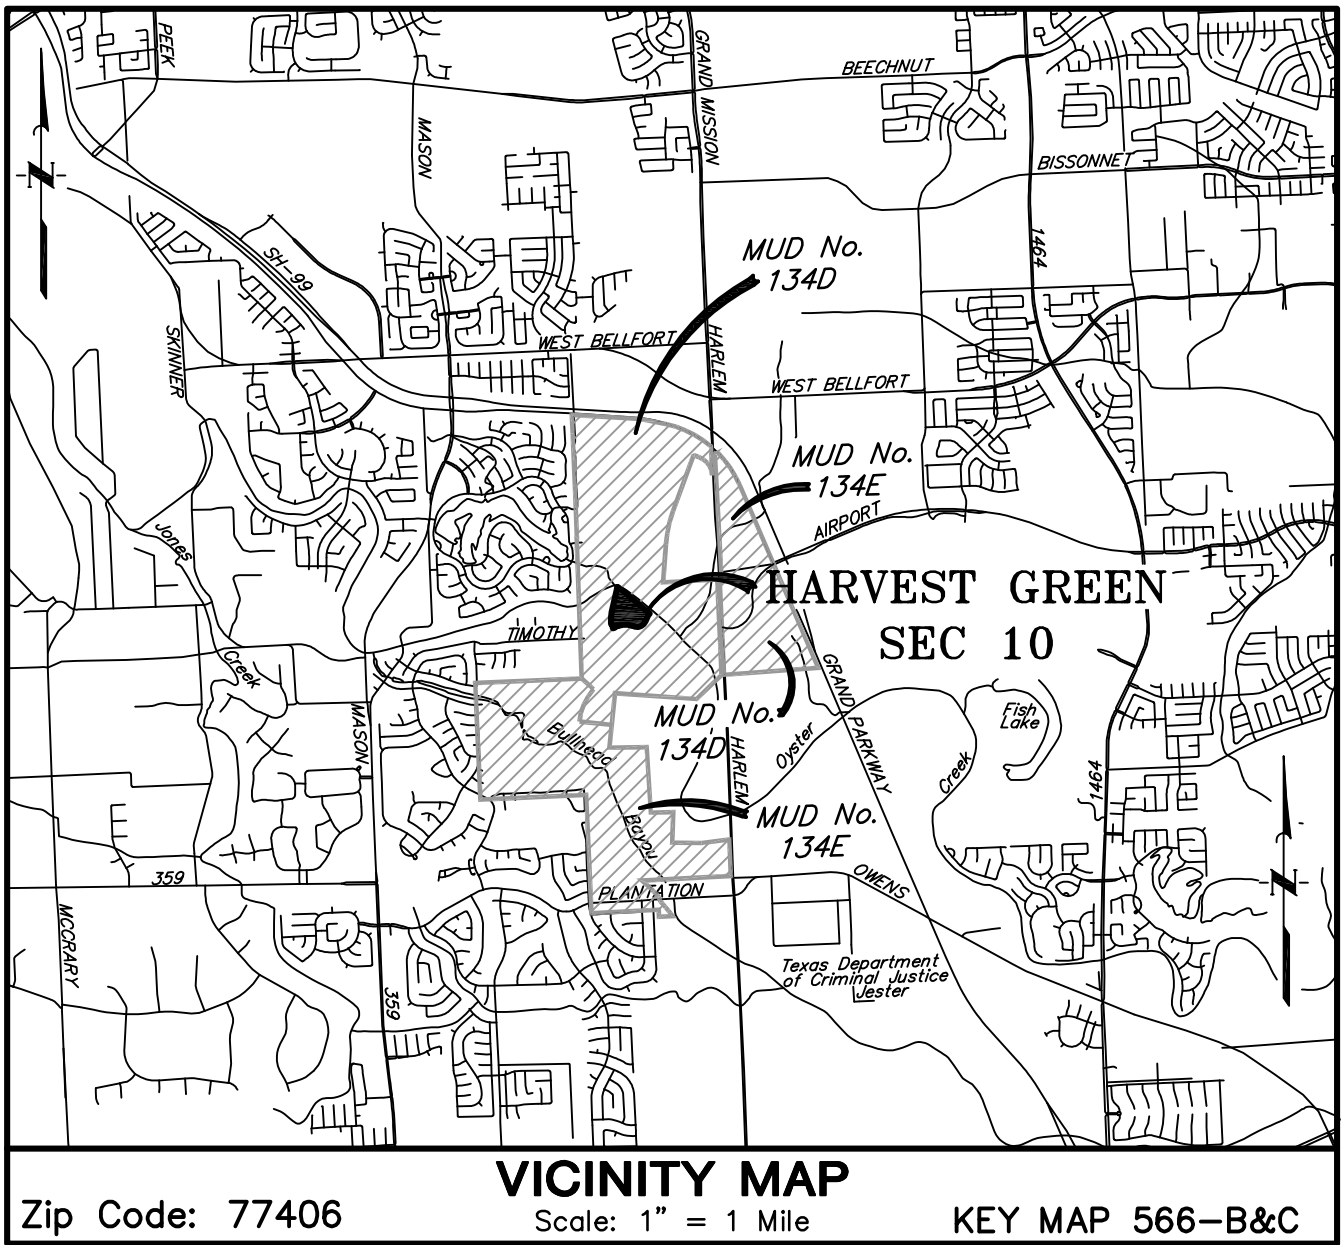 PEEK
GRAND MISSION
BEECHNUT
MASON
BISSONNET
N
1464
MUD No.
134D
SH-99
SKINNER
WEST BELLFORT
HARLEM
WEST BELLFORT
MUD No.
134E
AIRPORT
Jones
HARVEST GREEN
SEC 10
TIMOTHY
Creek
GRAND PARKWAY
MUD No.
134D
Fish
Lake
MASON
Bullhead
HARLEM
Oyster
Creek
1464
MUD No.
134E
Bayou
359
PLANTATION
OWENS
N
MCCRARY
Texas Department
of Criminal Justice
Jester
359
VICINITY MAP
Zip Code: 77406
Scale: 1" = 1 Mile
KEY MAP 566-B&C